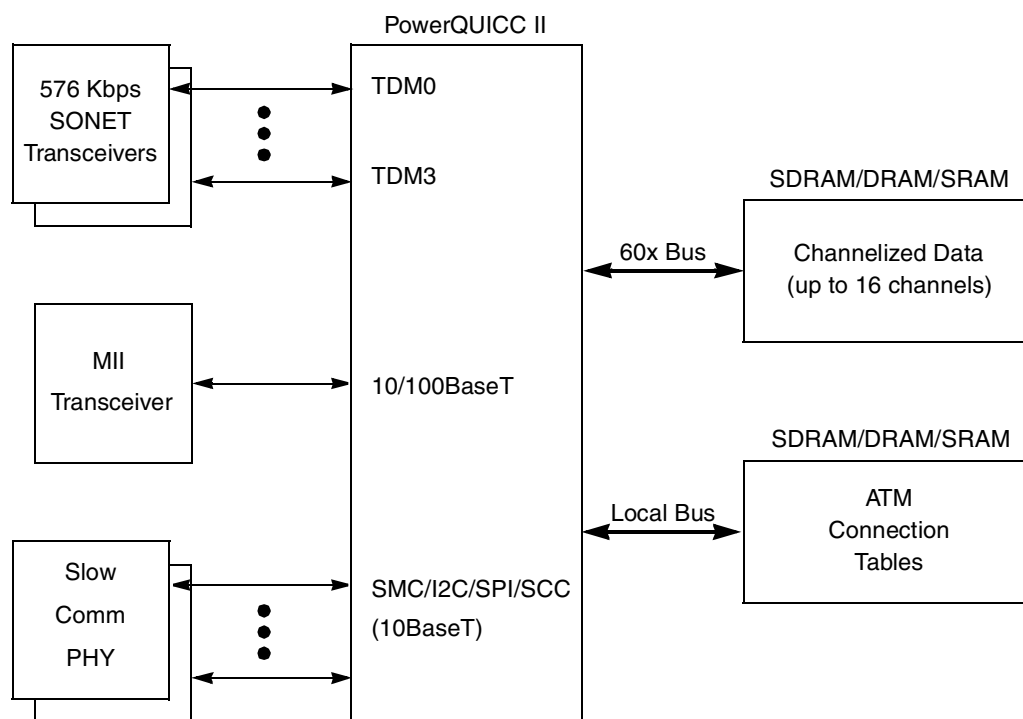 PowerQUICC II
576 Kbps
SONET
Transceivers
TDM0
TDM3
MII
Transceiver
10/100BaseT
Slow
Comm
PHY
SMC/I2C/SPI/SCC
(10BaseT)
60x Bus
SDRAM/DRAM/SRAM
Channelized Data
(up to 16 channels)
Local Bus
SDRAM/DRAM/SRAM
ATM
Connection
Tables